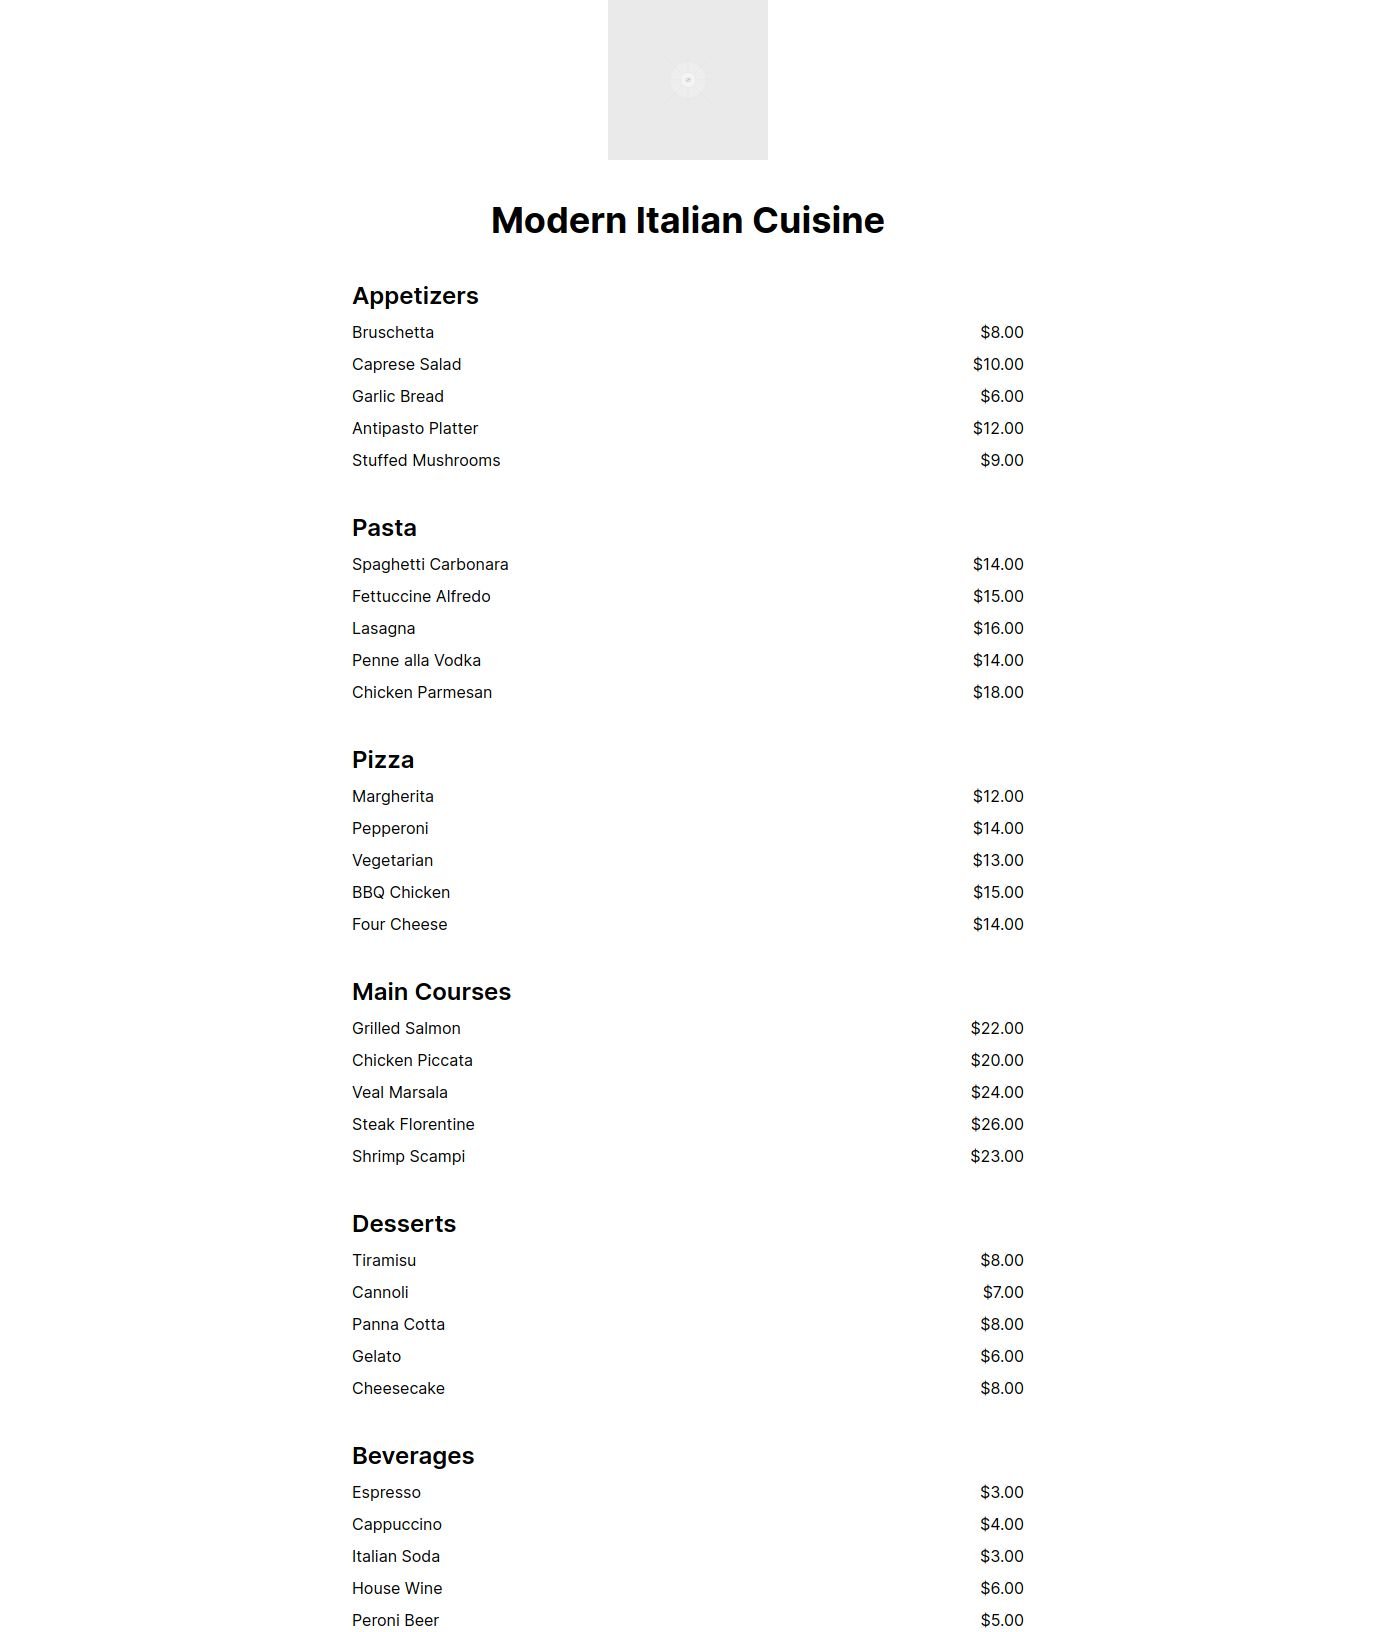 Modern Italian Cuisine
Appetizers
Bruschetta $8.00
Caprese Salad $10.00
Garlic Bread $6.00
Antipasto Platter $12.00
Stuffed Mushrooms $9.00
Pasta
Spaghetti Carbonara $14.00
Fettuccine Alfredo $15.00
Lasagna $16.00
Penne alla Vodka $14.00
Chicken Parmesan $18.00
Pizza
Margherita $12.00
Pepperoni $14.00
Vegetarian $13.00
BBQ Chicken $15.00
Four Cheese $14.00
Main Courses
Grilled Salmon $22.00
Chicken Piccata $20.00
Veal Marsala $24.00
Steak Florentine $26.00
Shrimp Scampi $23.00
Desserts
Tiramisu $8.00
Cannoli $7.00
Panna Cotta $8.00
Gelato $6.00
Cheesecake $8.00
Beverages
Espresso $3.00
Cappuccino $4.00
Italian Soda $3.00
House Wine $6.00
Peroni Beer $5.00